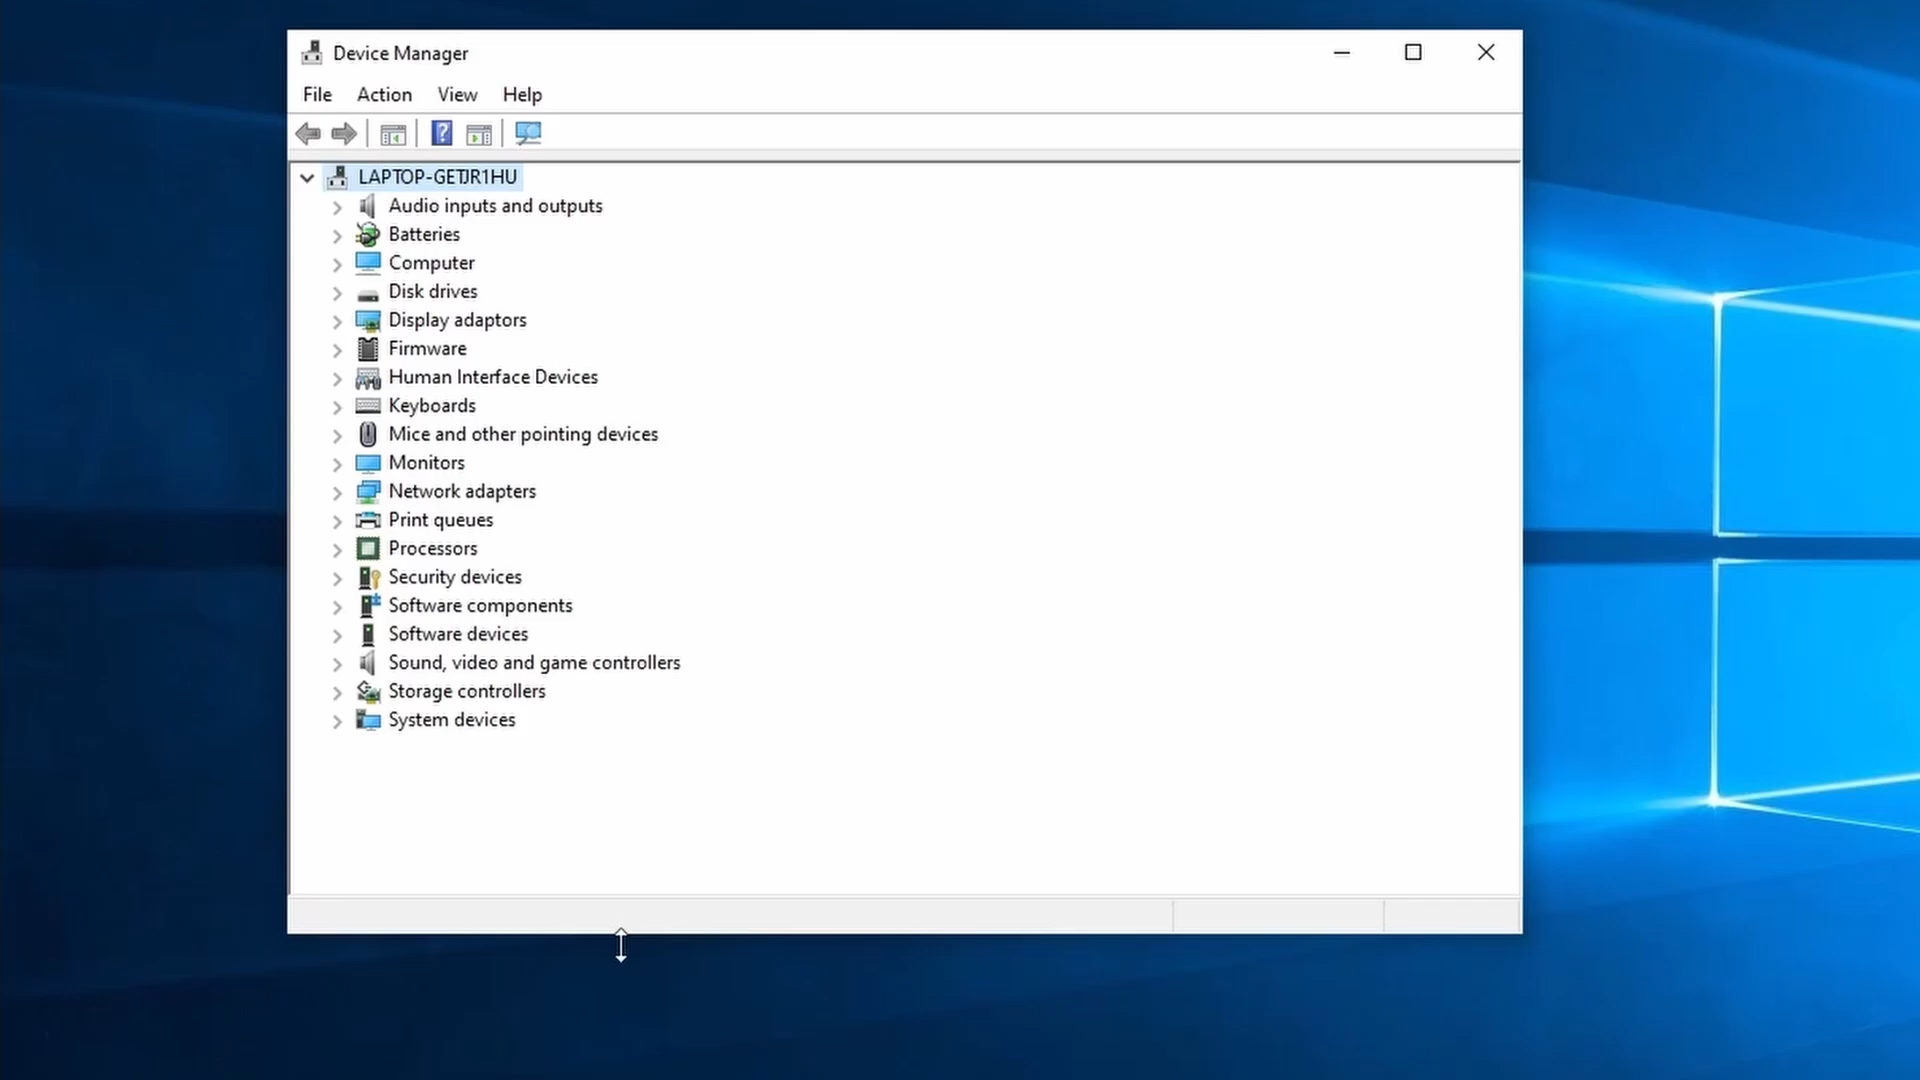 Device Manager
File Action View Help
LAPTOP-GETJR1HU
Audio inputs and outputs
Batteries
Computer
Disk drives
Display adaptors
Firmware
Human Interface Devices
Keyboards
Mice and other pointing devices
Monitors
Network adapters
Print queues
Processors
Security devices
Software components
Software devices
Sound, video and game controllers
Storage controllers
System devices